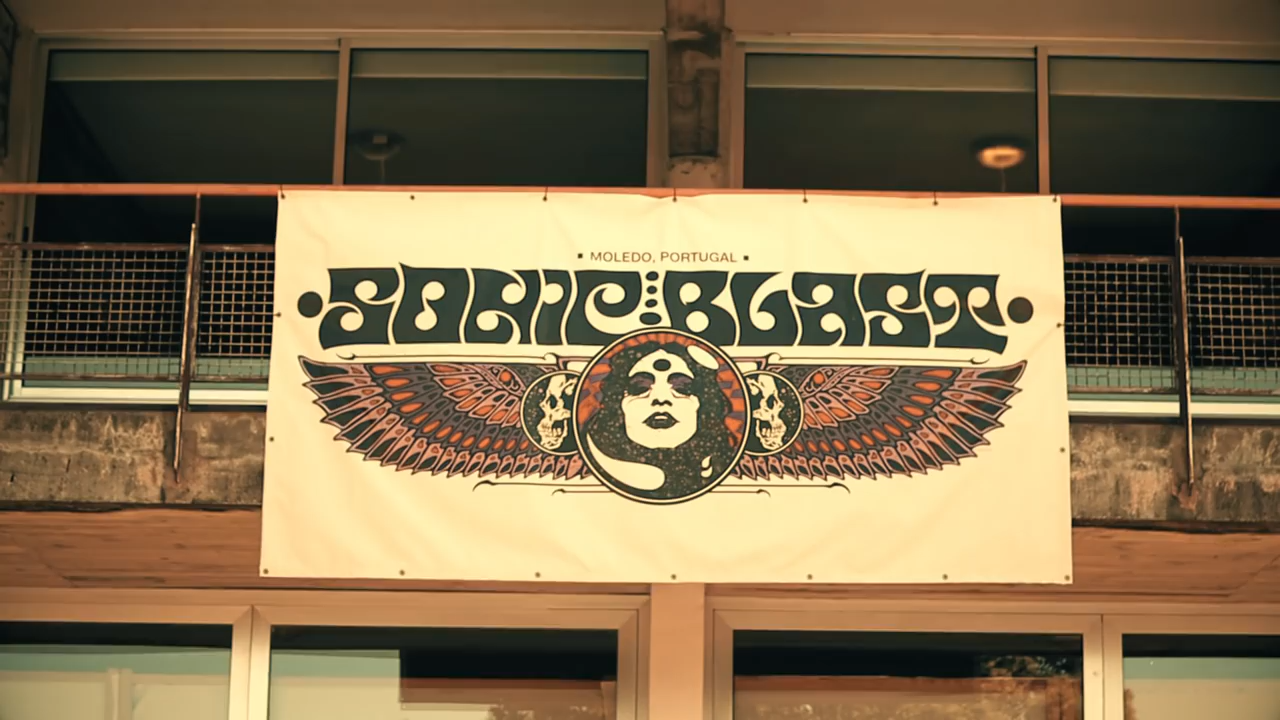 ▪ MOLEDO, PORTUGAL ▪
•SONIC:BLAST•